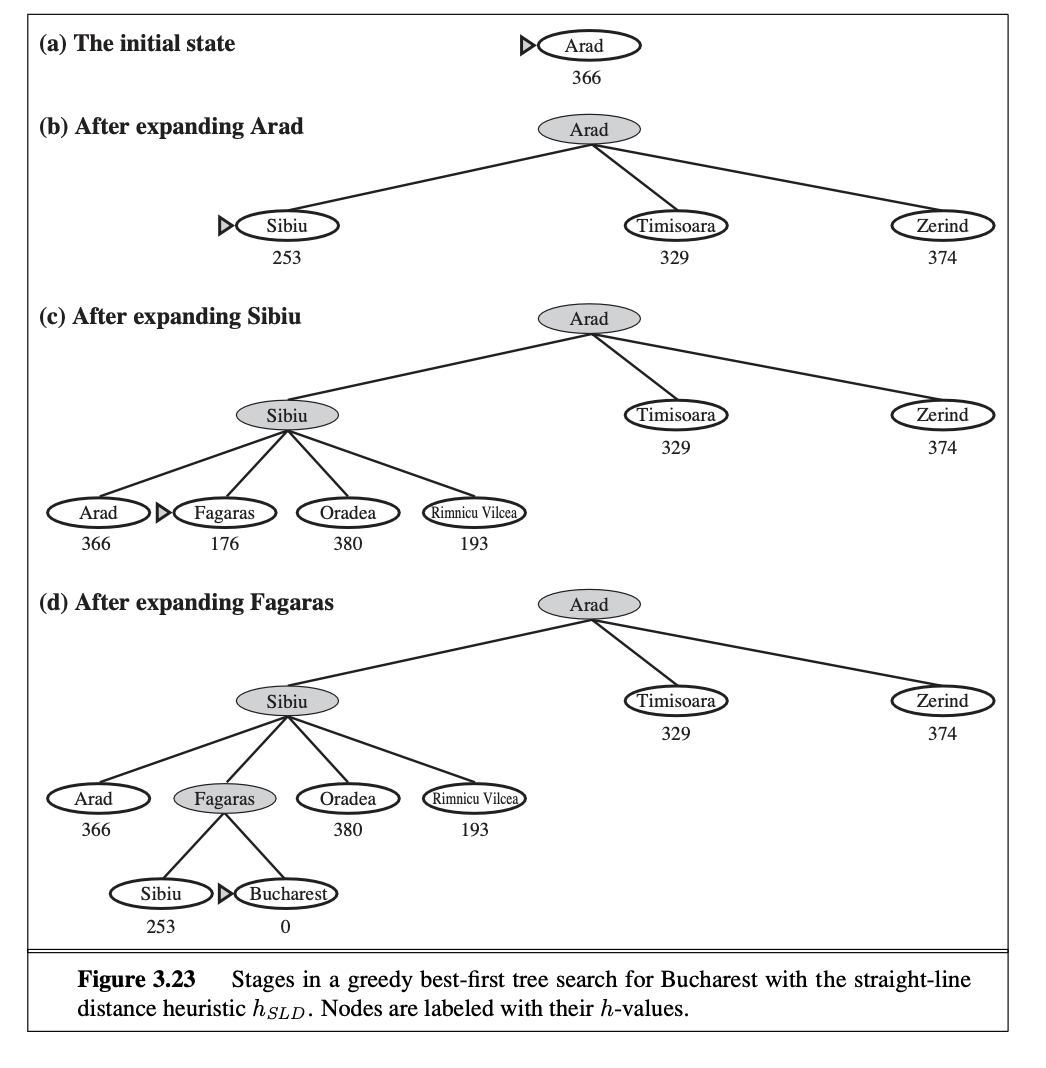 (a) The initial state
Arad
366
(b) After expanding Arad
Arad
Sibiu Timisoara Zerind
253 329 374
(c) After expanding Sibiu
Arad
Sibiu Timisoara Zerind
329 374
Arad Fagaras Oradea Rimnicu Vilcea
366 176 380 193
(d) After expanding Fagaras
Arad
Sibiu Timisoara Zerind
329 374
Arad Fagaras Oradea Rimnicu Vilcea
366 380 193
Sibiu Bucharest
253 0
Figure 3.23 Stages in a greedy best-first tree search for Bucharest with the straight-line
distance heuristic hSLD. Nodes are labeled with their h-values.